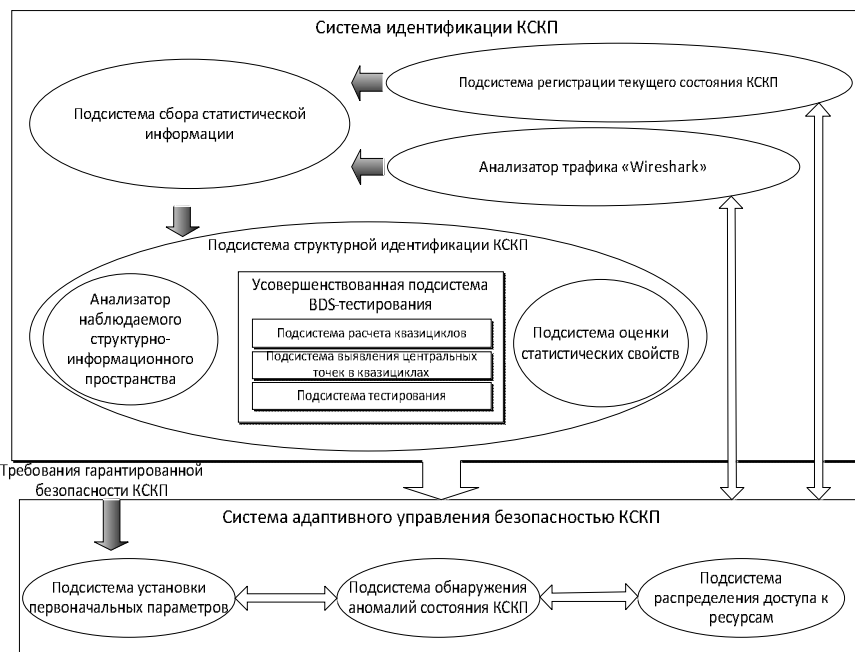 Система идентификации КСКП
Подсистема регистрации текущего состояния КСКП
Подсистема сбора статистической
информации
Анализатор трафика «Wireshark»
Подсистема структурной идентификации КСКП
Анализатор
наблюдаемого
структурно-
информационного
пространства
Усовершенствованная подсистема
BDS-тестирования
Подсистема расчета квазициклов
Подсистема выявления центральных
точек в квазициклах
Подсистема тестирования
Подсистема оценки
статистических свойств
Требования гарантированной
безопасности КСКП
Система адаптивного управления безопасностью КСКП
Подсистема установки
первоначальных параметров
Подсистема обнаружения
аномалий состояния КСКП
Подсистема
распределения доступа к
ресурсам